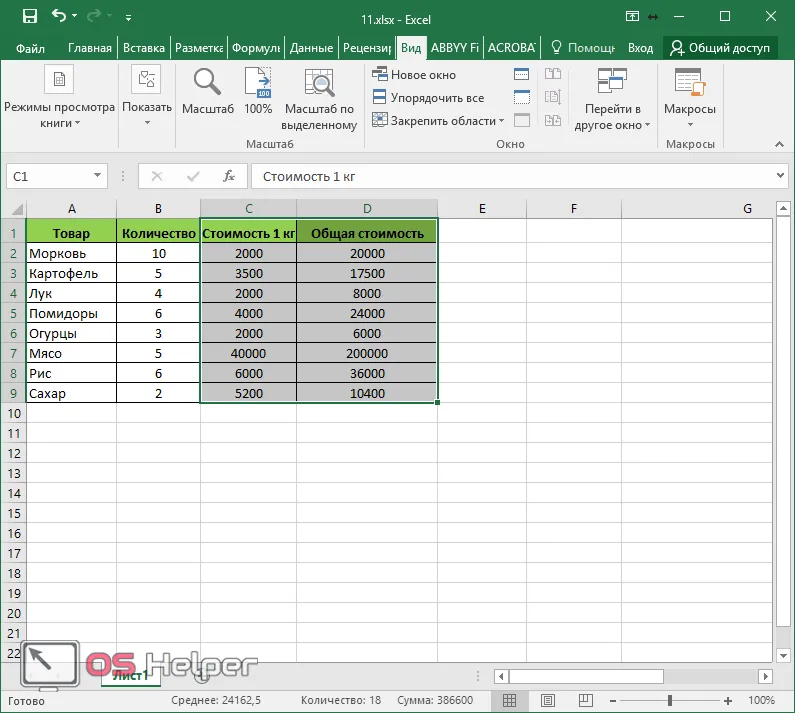 11.xlsx - Excel
Файл Главная Вставка Разметка Формулы Данные Рецензир Вид ABBYY Fi ACROBAT Помощь Вход Общий доступ
Режимы просмотра книги
Показать
Масштаб
100
100%
Масштаб по выделенному
Масштаб
Новое окно
Упорядочить все
Закрепить области
Перейти в другое окно
Окно
Макросы
Макросы
C1 fx Стоимость 1 кг
A B C D E F G
1 Товар Количество Стоимость 1 кг Общая стоимость
2 Морковь 10 2000 20000
3 Картофель 5 3500 17500
4 Лук 4 2000 8000
5 Помидоры 6 4000 24000
6 Огурцы 3 2000 6000
7 Мясо 5 40000 200000
8 Рис 6 6000 36000
9 Сахар 2 5200 10400
10
11
12
13
14
15
16
17
18
19
20
21
22
OS Helper
Лист1
Готово Среднее: 24162,5 Количество: 18 Сумма: 386600 100%